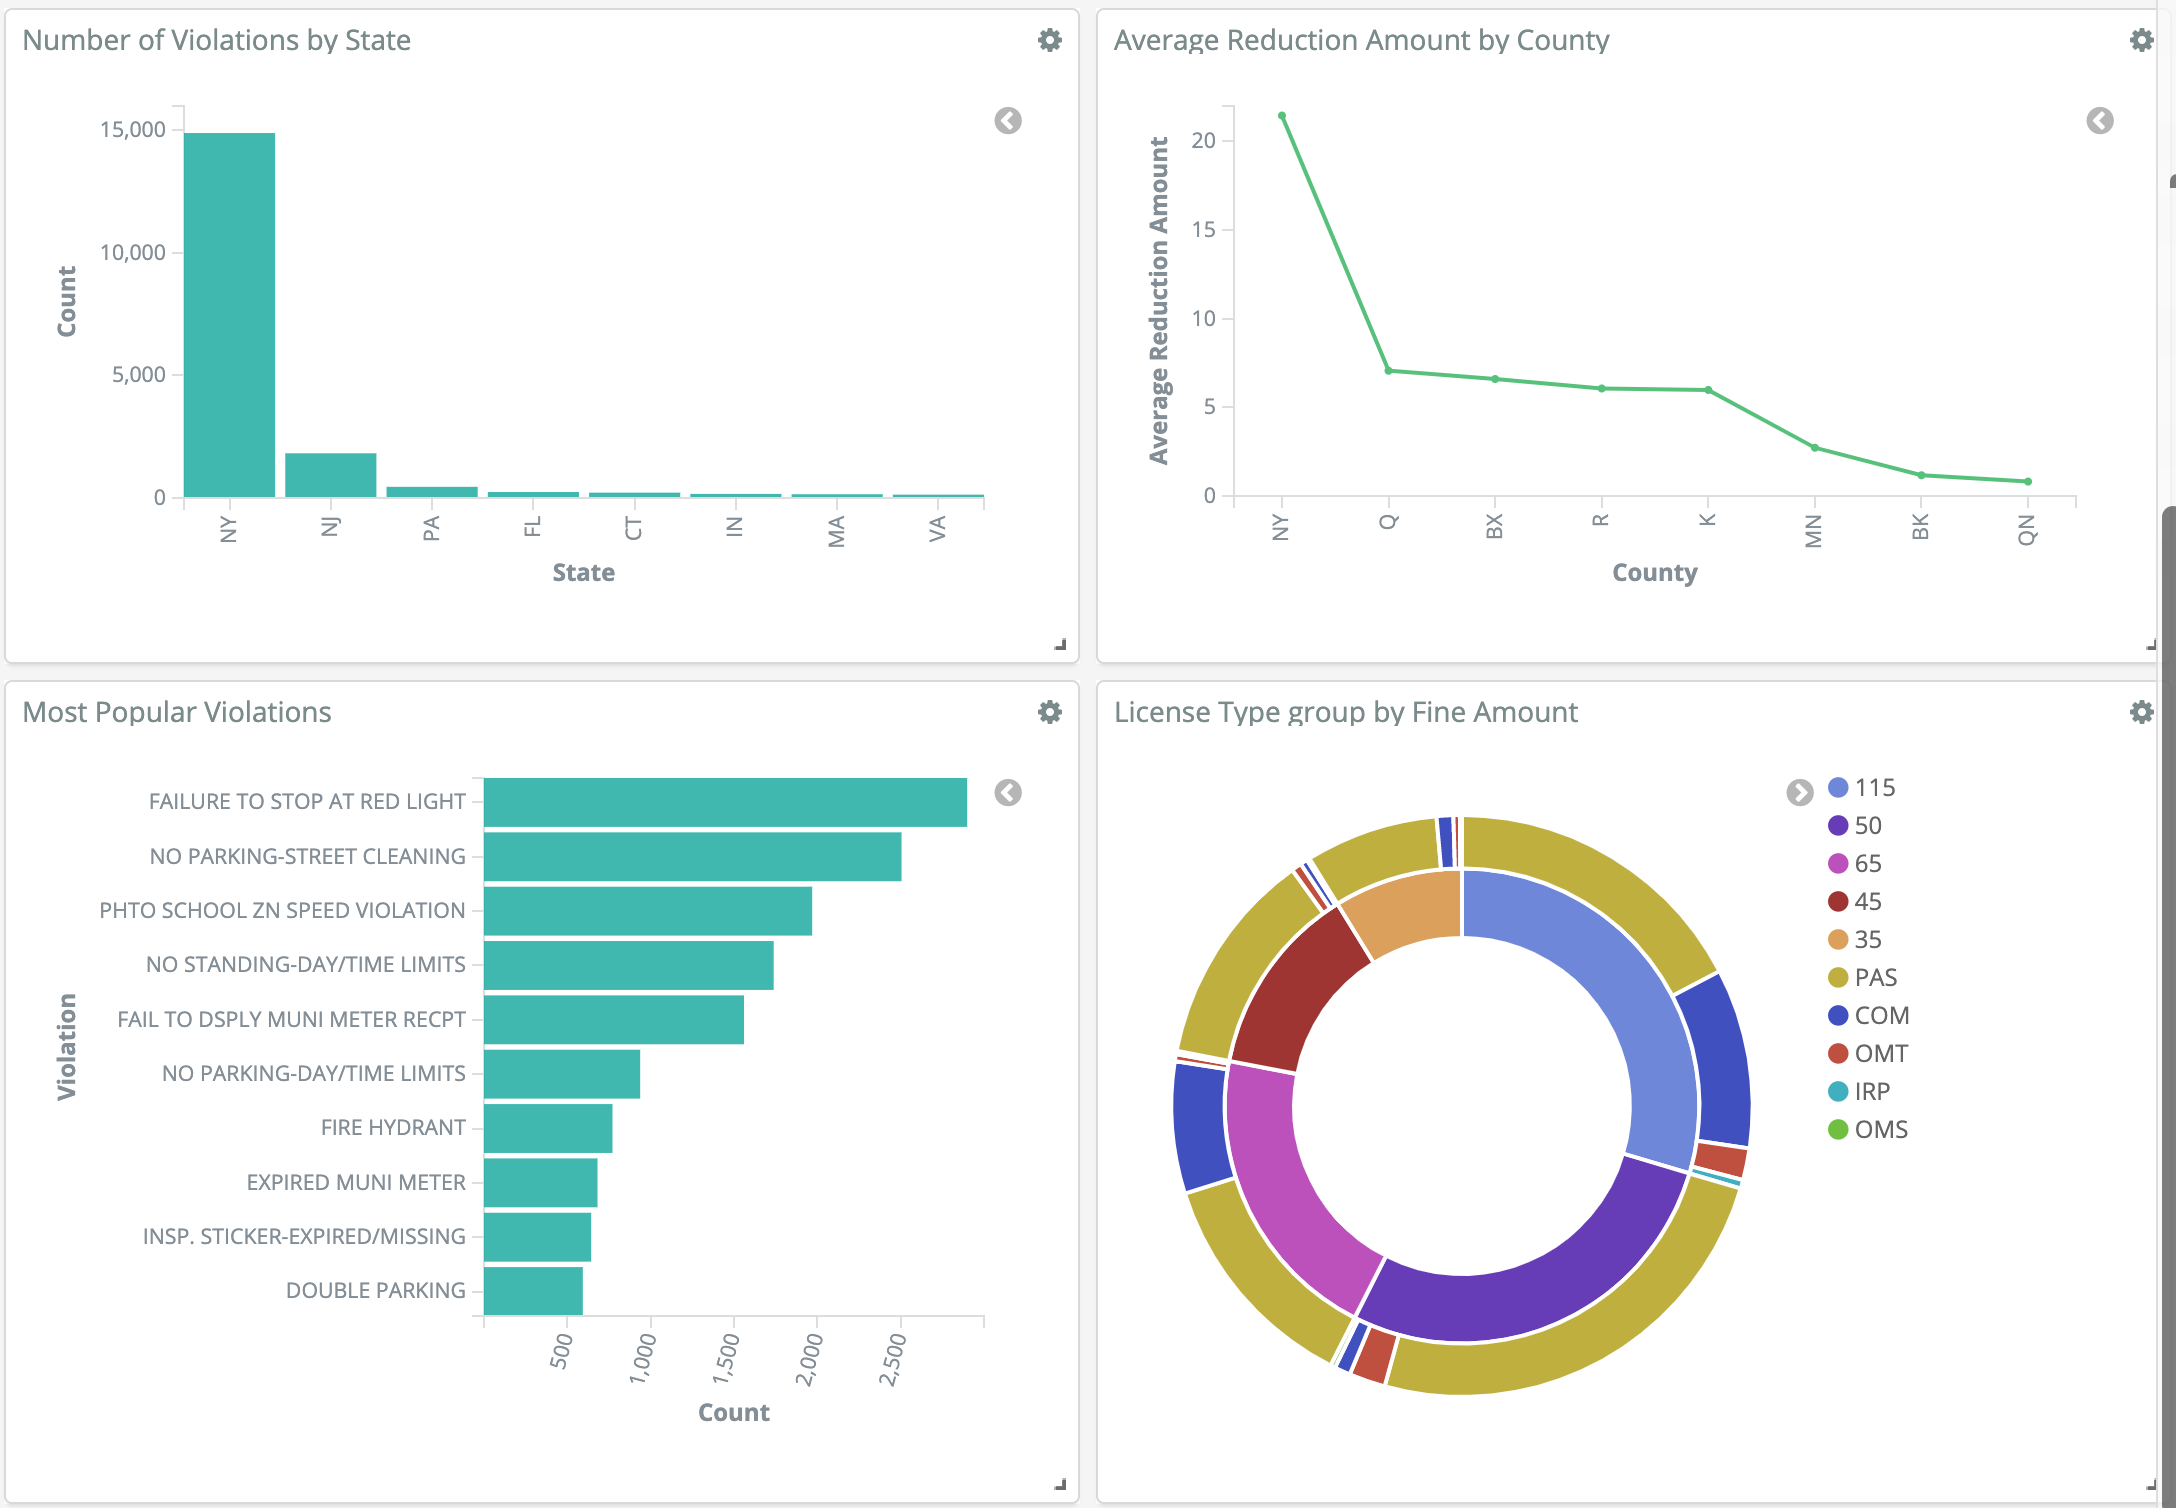 Number of Violations by State
15,000
10,000
5,000
0
Count
NY
NJ
PA
FL
CT
IN
MA
VA
State
Average Reduction Amount by County
20
15
10
5
0
Average Reduction Amount
NY
Q
BX
R
K
MN
BK
QN
County
Most Popular Violations
Violation
FAILURE TO STOP AT RED LIGHT
NO PARKING-STREET CLEANING
PHTO SCHOOL ZN SPEED VIOLATION
NO STANDING-DAY/TIME LIMITS
FAIL TO DSPLY MUNI METER RECPT
NO PARKING-DAY/TIME LIMITS
FIRE HYDRANT
EXPIRED MUNI METER
INSP. STICKER-EXPIRED/MISSING
DOUBLE PARKING
500
1,000
1,500
2,000
2,500
Count
License Type group by Fine Amount
115
50
65
45
35
PAS
COM
OMT
IRP
OMS